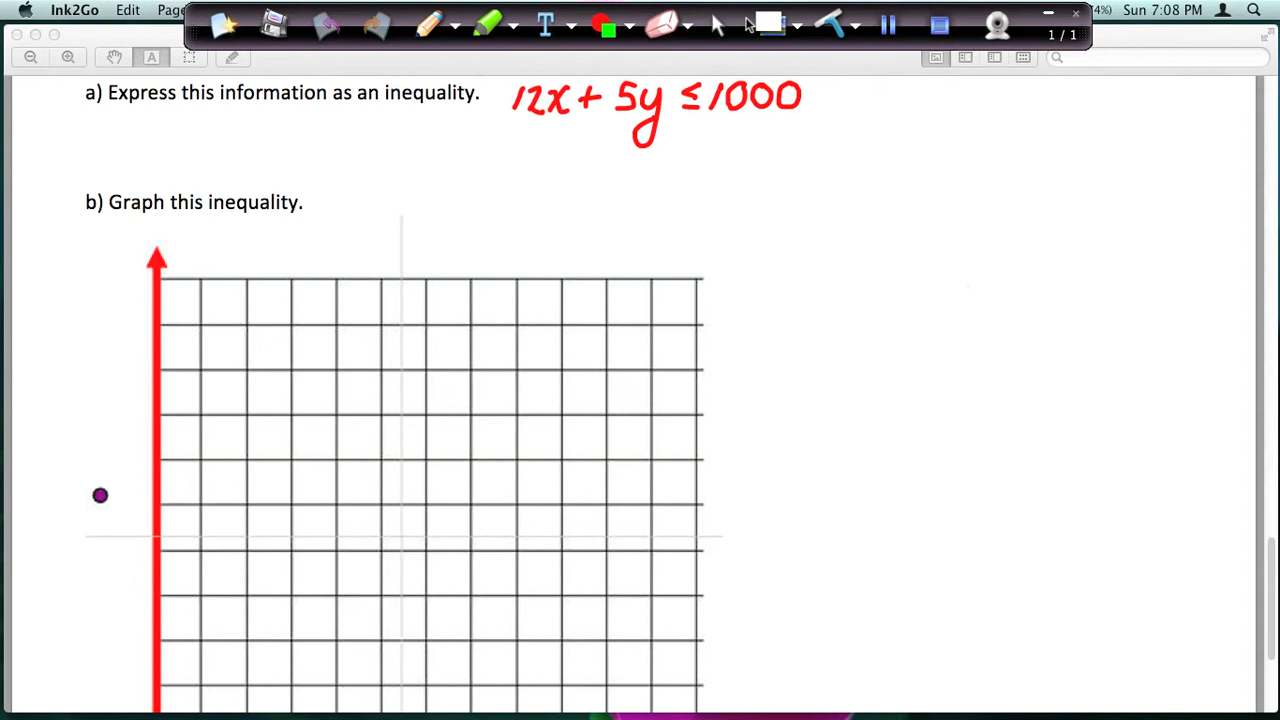 Ink2Go Edit Page 4%) Sun 7:08 PM
T 1 / 1
A
a) Express this information as an inequality. 12x + 5y ≤ 1000
b) Graph this inequality.